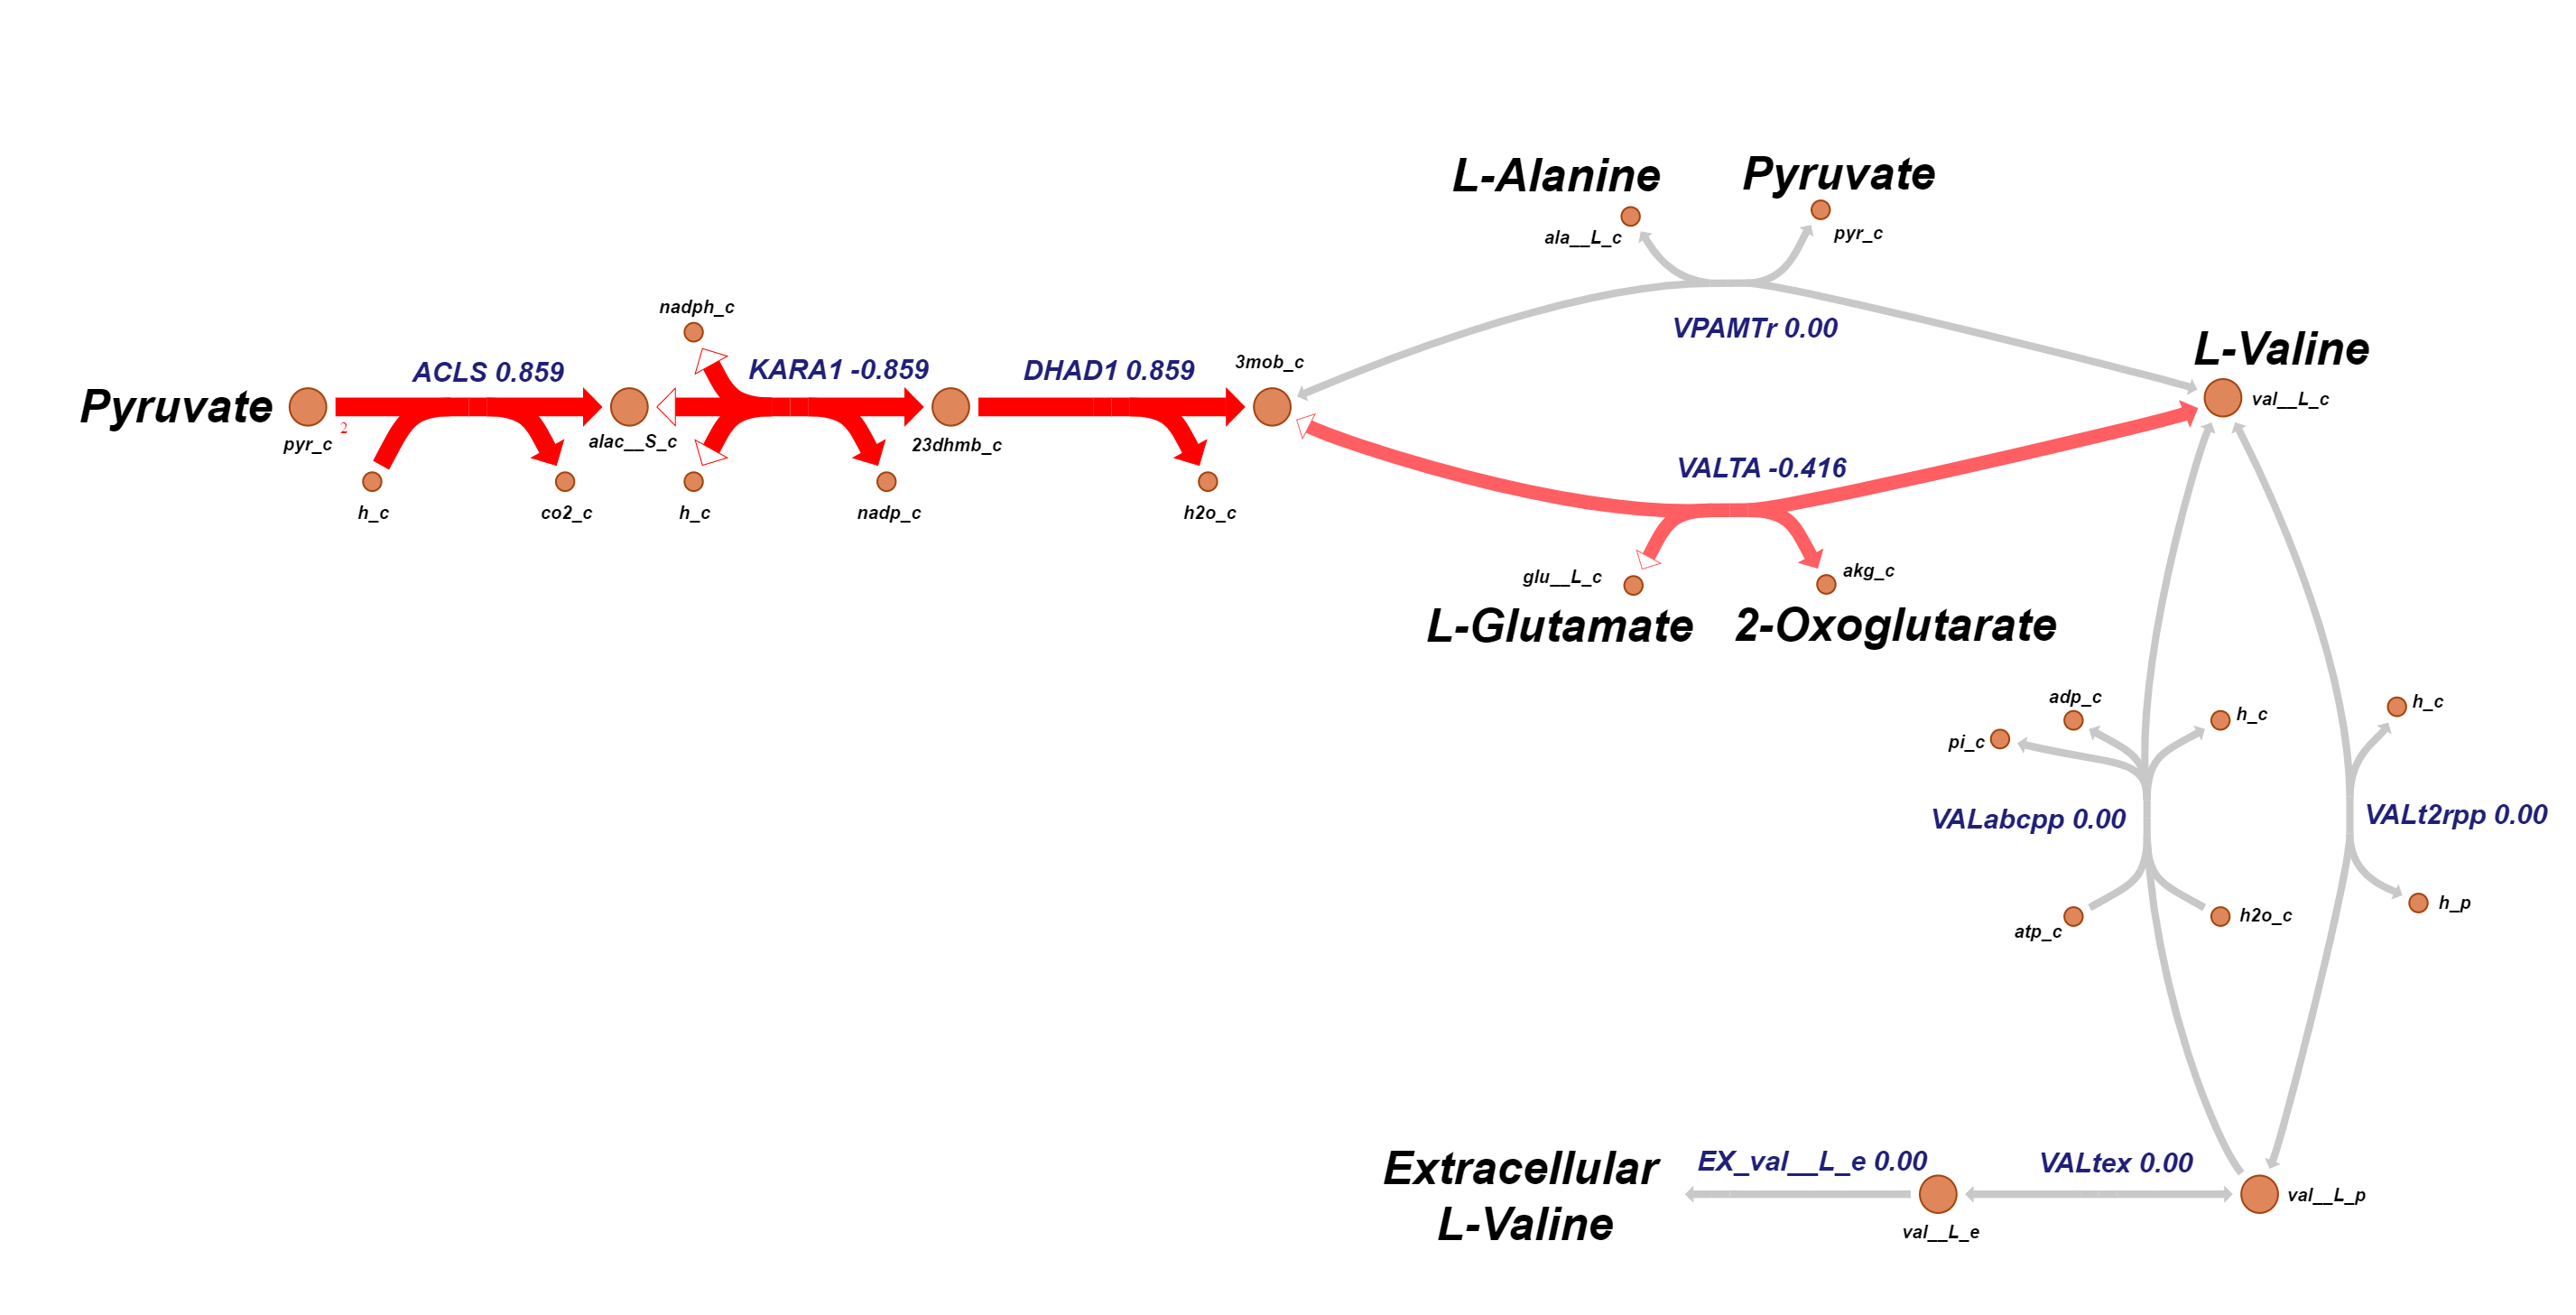 L-Alanine
Pyruvate
ala__L_c
pyr_c
nadph_c
VPAMTr 0.00
L-Valine
ACLS 0.859
KARA1 -0.859
DHAD1 0.859
3mob_c
val__L_c
Pyruvate
2
pyr_c
alac__S_c
23dhmb_c
VALTA -0.416
h_c
co2_c
h_c
nadp_c
h2o_c
glu__L_c
akg_c
L-Glutamate
2-Oxoglutarate
adp_c
h_c
h_c
pi_c
VALabcpp 0.00
VALt2rpp 0.00
atp_c
h2o_c
h_p
Extracellular
L-Valine
EX_val__L_e 0.00
VALtex 0.00
val__L_p
val__L_e